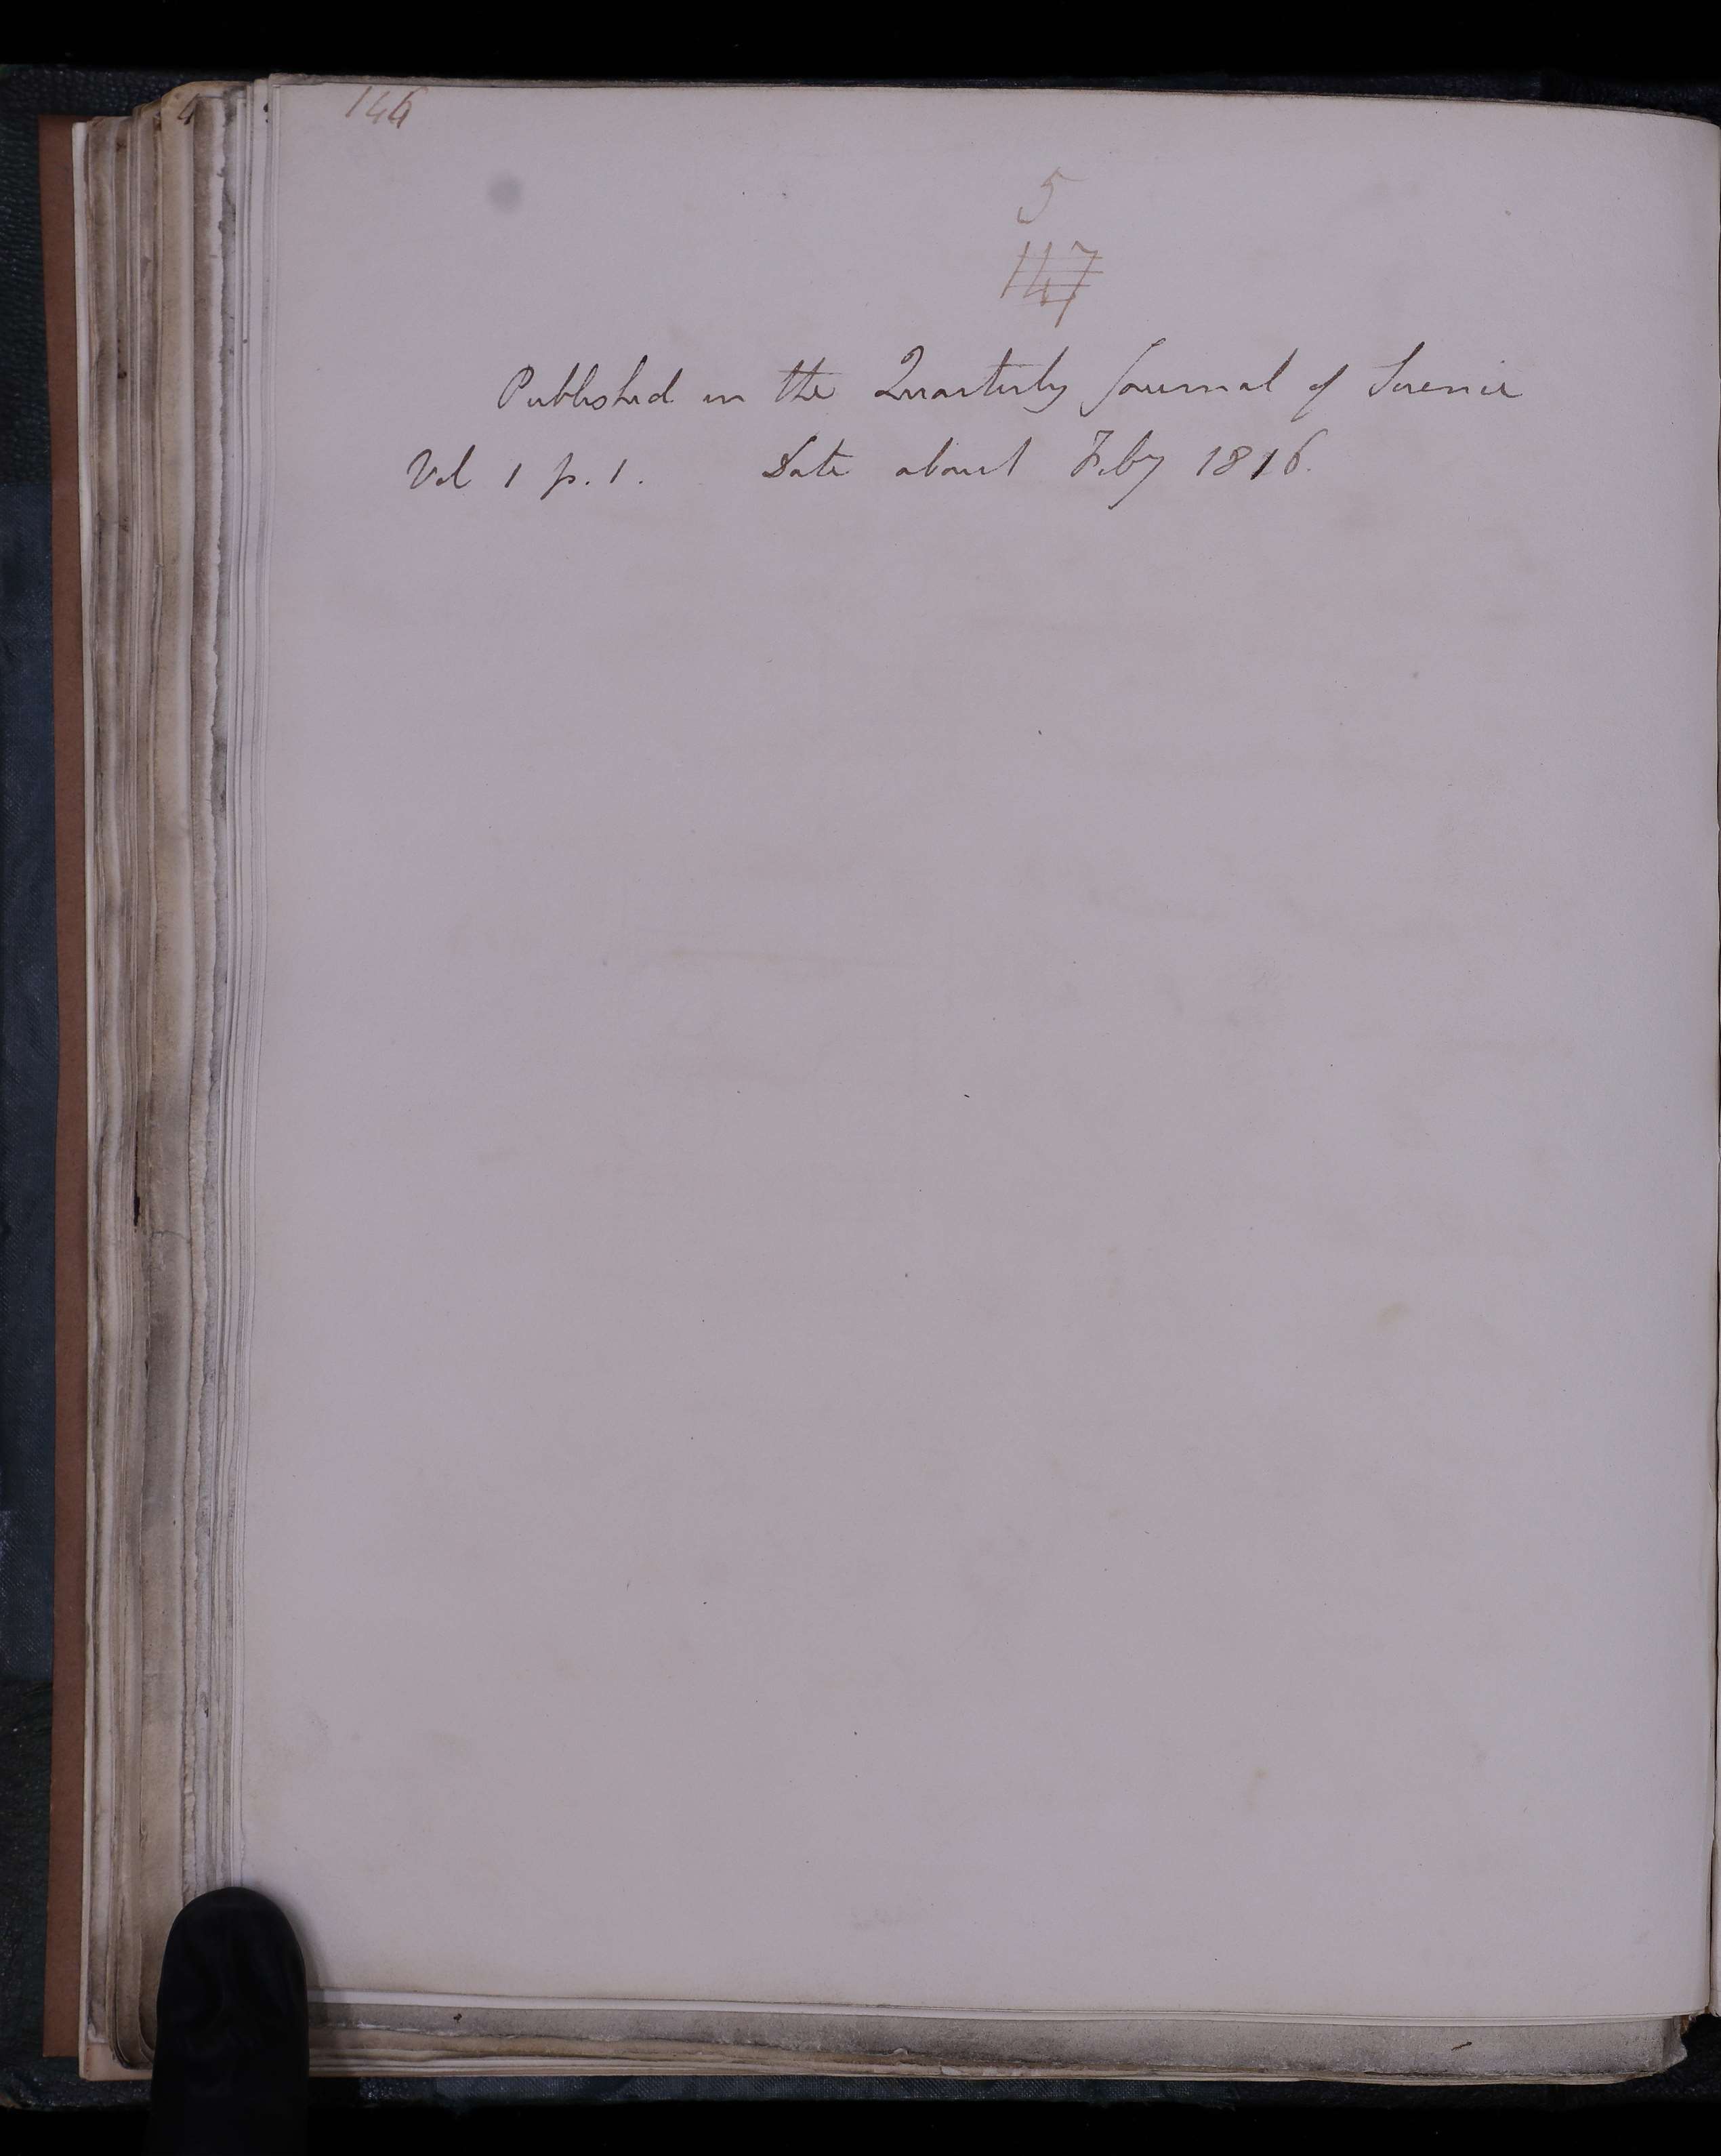 146
5
147
Published in the Quarterly Journal of Science
Vol 1 p. 1. Date about Feby 1816.